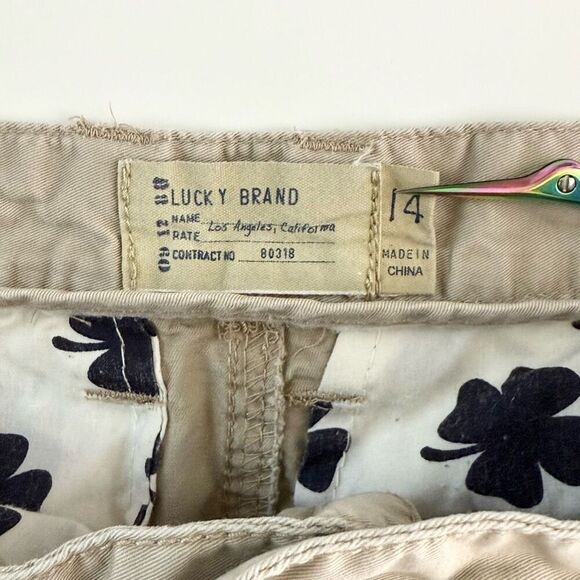 LUCKY BRAND
NAME Los Angeles, California
RATE
CONTRACT NO 80318
14
MADE IN
CHINA